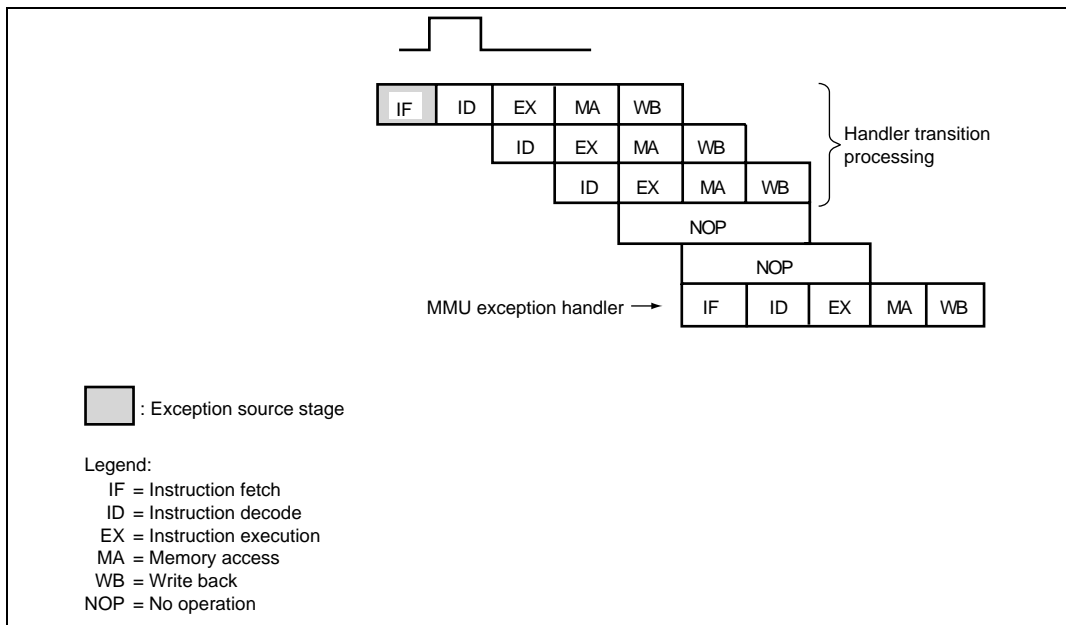 IF ID EX MA WB
ID EX MA WB
Handler transition
processing
ID EX MA WB
NOP
NOP
MMU exception handler
IF ID EX MA WB
: Exception source stage
Legend:
IF = Instruction fetch
ID = Instruction decode
EX = Instruction execution
MA = Memory access
WB = Write back
NOP = No operation